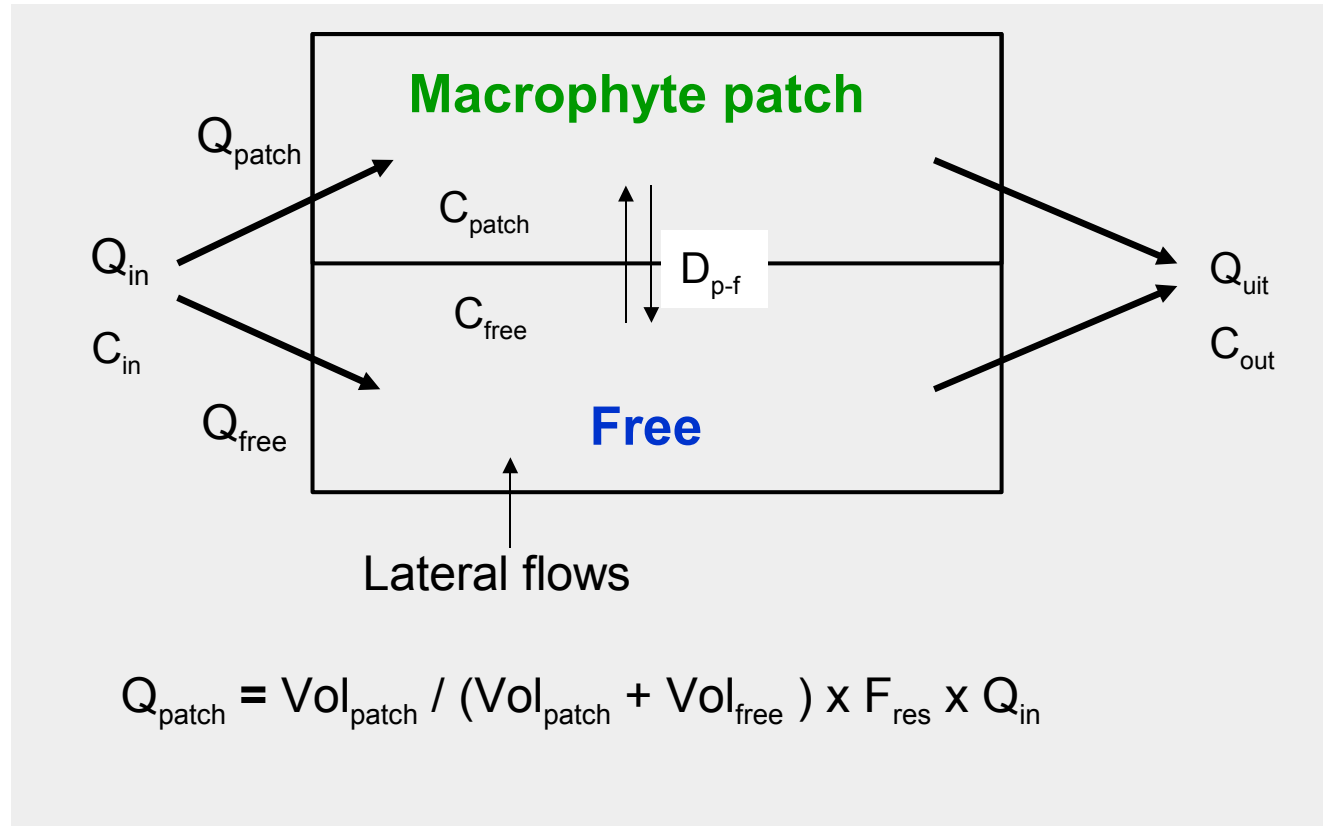 Macrophyte patch
Qpatch
Cpatch
Qin
Dp-f
Quit
Cfree
Cin
Cout
Qfree
Free
Lateral flows
Qpatch = Volpatch / (Volpatch + Volfree ) x Fres x Qin